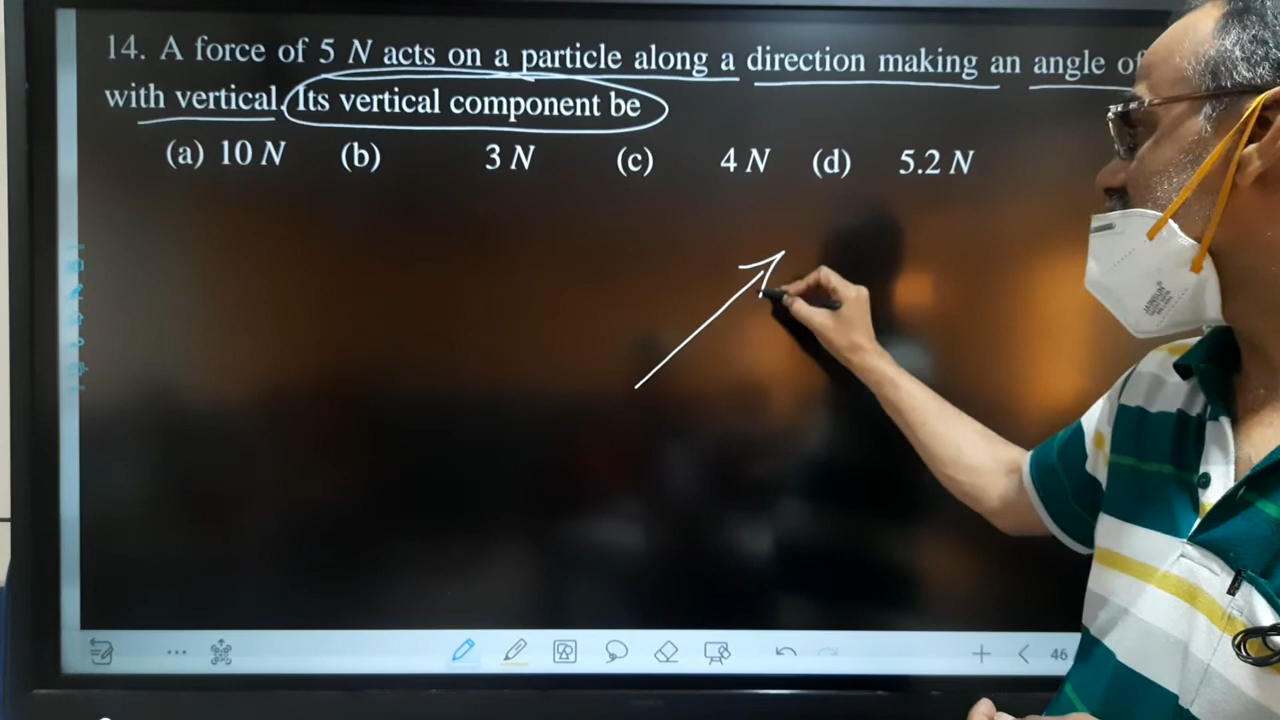 14. A force of 5 N acts on a particle along a direction making an angle of
with vertical. Its vertical component be
(a) 10 N (b) 3 N (c) 4 N (d) 5.2 N
46